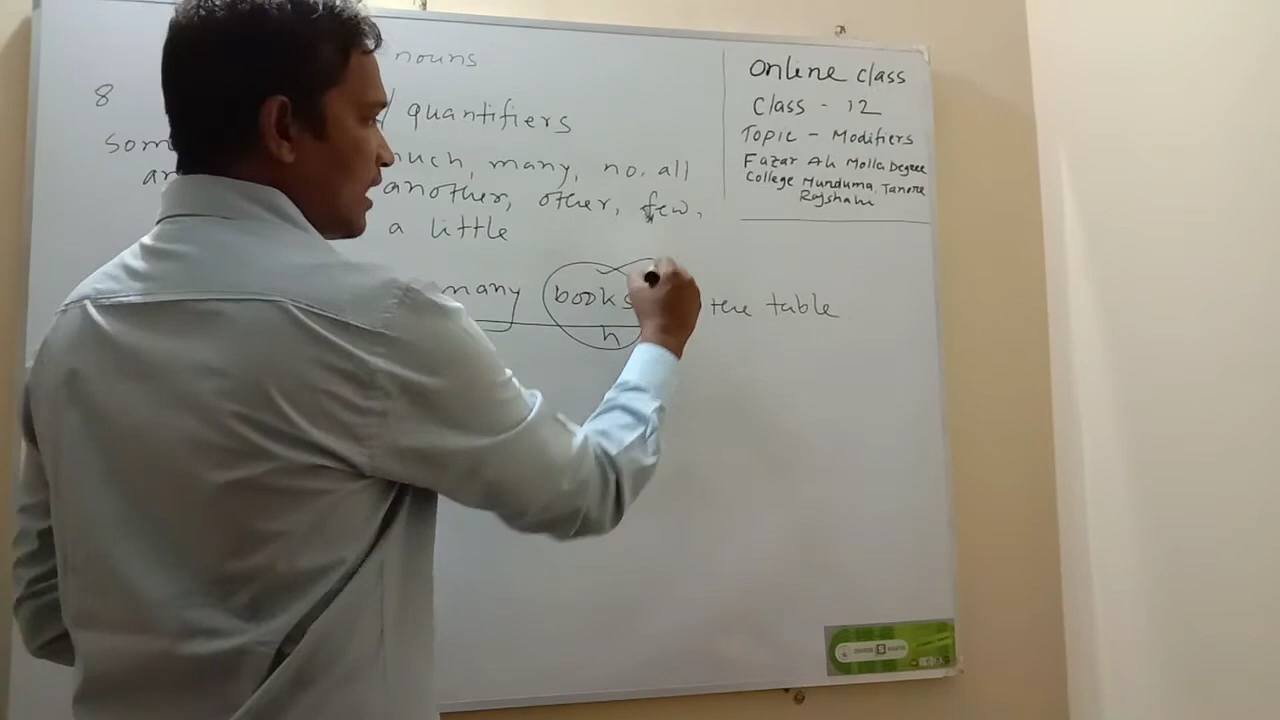 nouns
8 quantifiers
som much, many, no, all
an another, other, few,
a little
many books the table
n
Online class
Class - 12
Topic - Modifiers
Fazar Ali Molla Degree
College Munduma, Tanore
Rajshahi